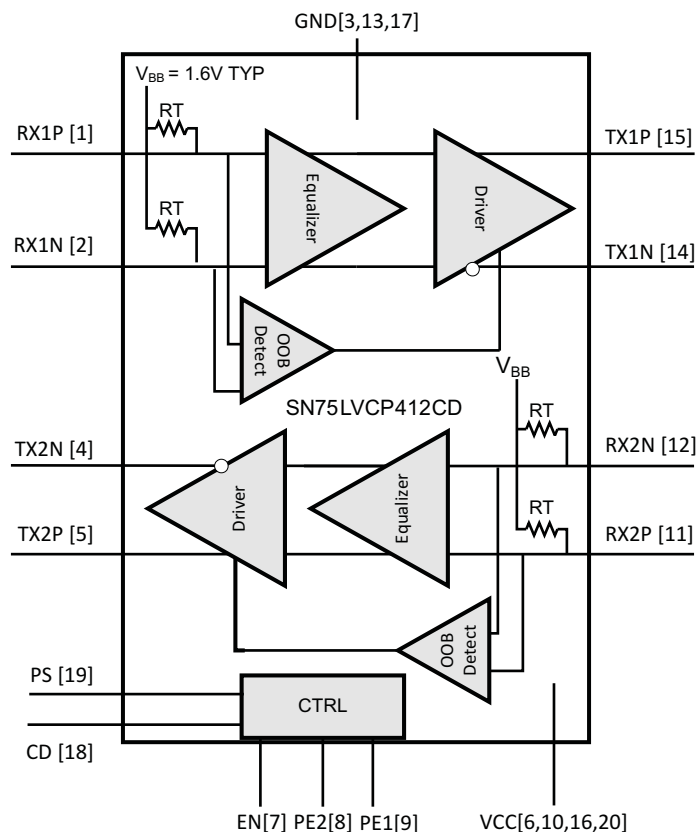 GND[3,13,17]
VBB = 1.6V TYP
RT
RX1P [1]
TX1P [15]
Equalizer
Driver
RT
RX1N [2]
TX1N [14]
OOB
Detect
VBB
SN75LVCP412CD
RT
TX2N [4]
RX2N [12]
Driver
Equalizer
RT
TX2P [5]
RX2P [11]
OOB
Detect
PS [19]
CTRL
CD [18]
EN[7] PE2[8] PE1[9] VCC[6,10,16,20]